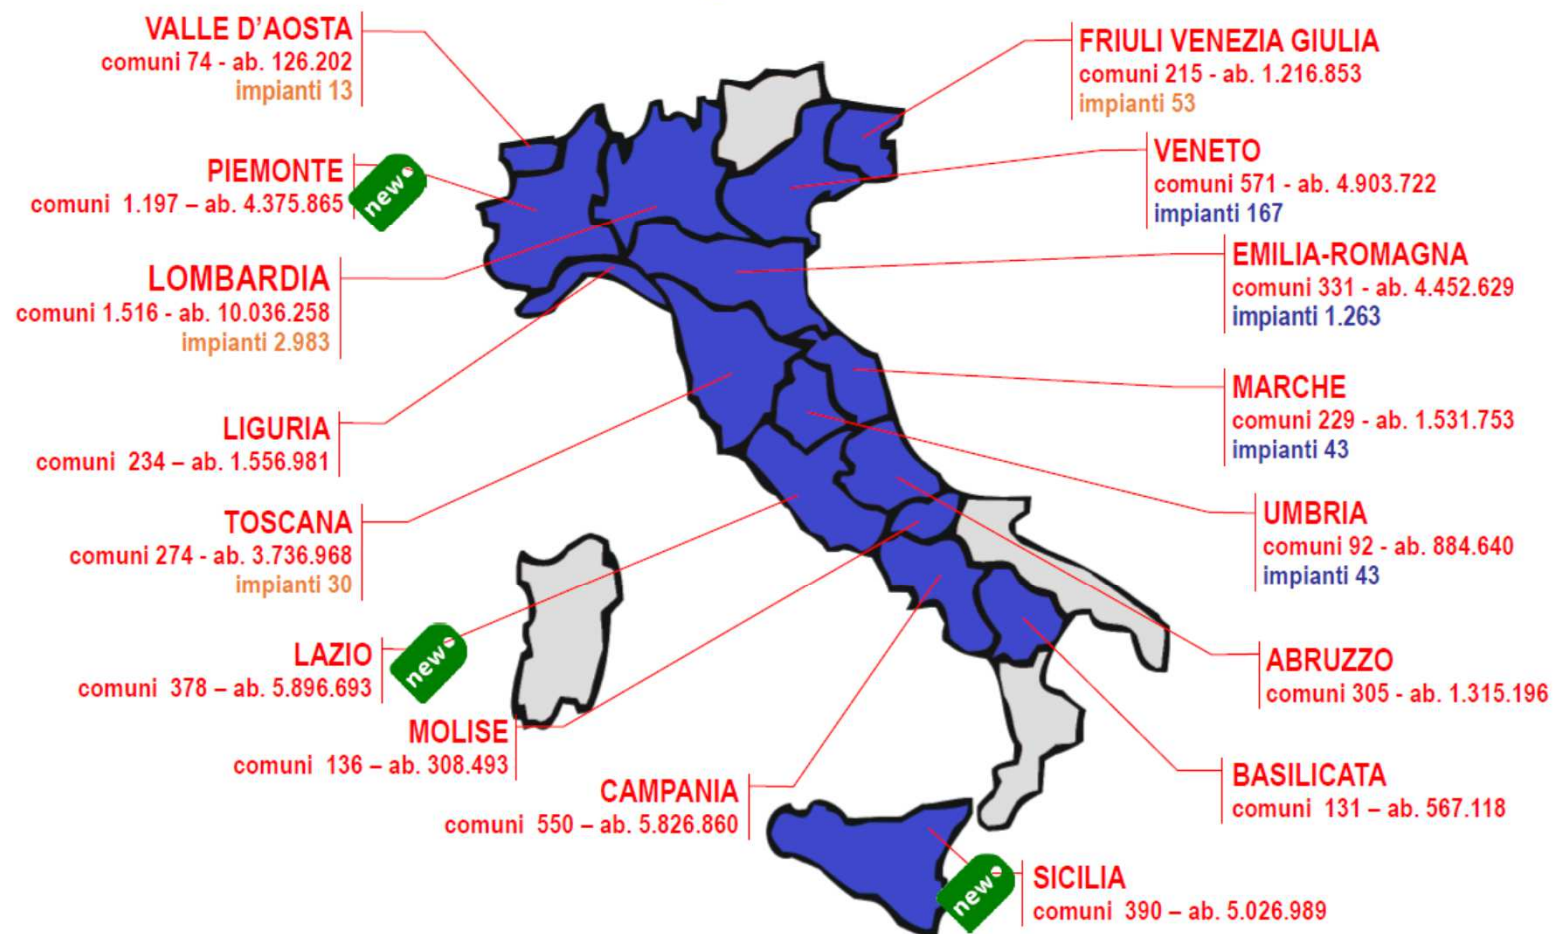 VALLE D'AOSTA
comuni 74 - ab. 126.202
impianti 13
PIEMONTE
comuni 1.197 – ab. 4.375.865
new
LOMBARDIA
comuni 1.516 - ab. 10.036.258
impianti 2.983
LIGURIA
comuni 234 – ab. 1.556.981
TOSCANA
comuni 274 - ab. 3.736.968
impianti 30
LAZIO
comuni 378 – ab. 5.896.693
new
MOLISE
comuni 136 – ab. 308.493
CAMPANIA
comuni 550 – ab. 5.826.860
FRIULI VENEZIA GIULIA
comuni 215 - ab. 1.216.853
impianti 53
VENETO
comuni 571 - ab. 4.903.722
impianti 167
EMILIA-ROMAGNA
comuni 331 - ab. 4.452.629
impianti 1.263
MARCHE
comuni 229 - ab. 1.531.753
impianti 43
UMBRIA
comuni 92 - ab. 884.640
impianti 43
ABRUZZO
comuni 305 - ab. 1.315.196
BASILICATA
comuni 131 – ab. 567.118
new
SICILIA
comuni 390 – ab. 5.026.989